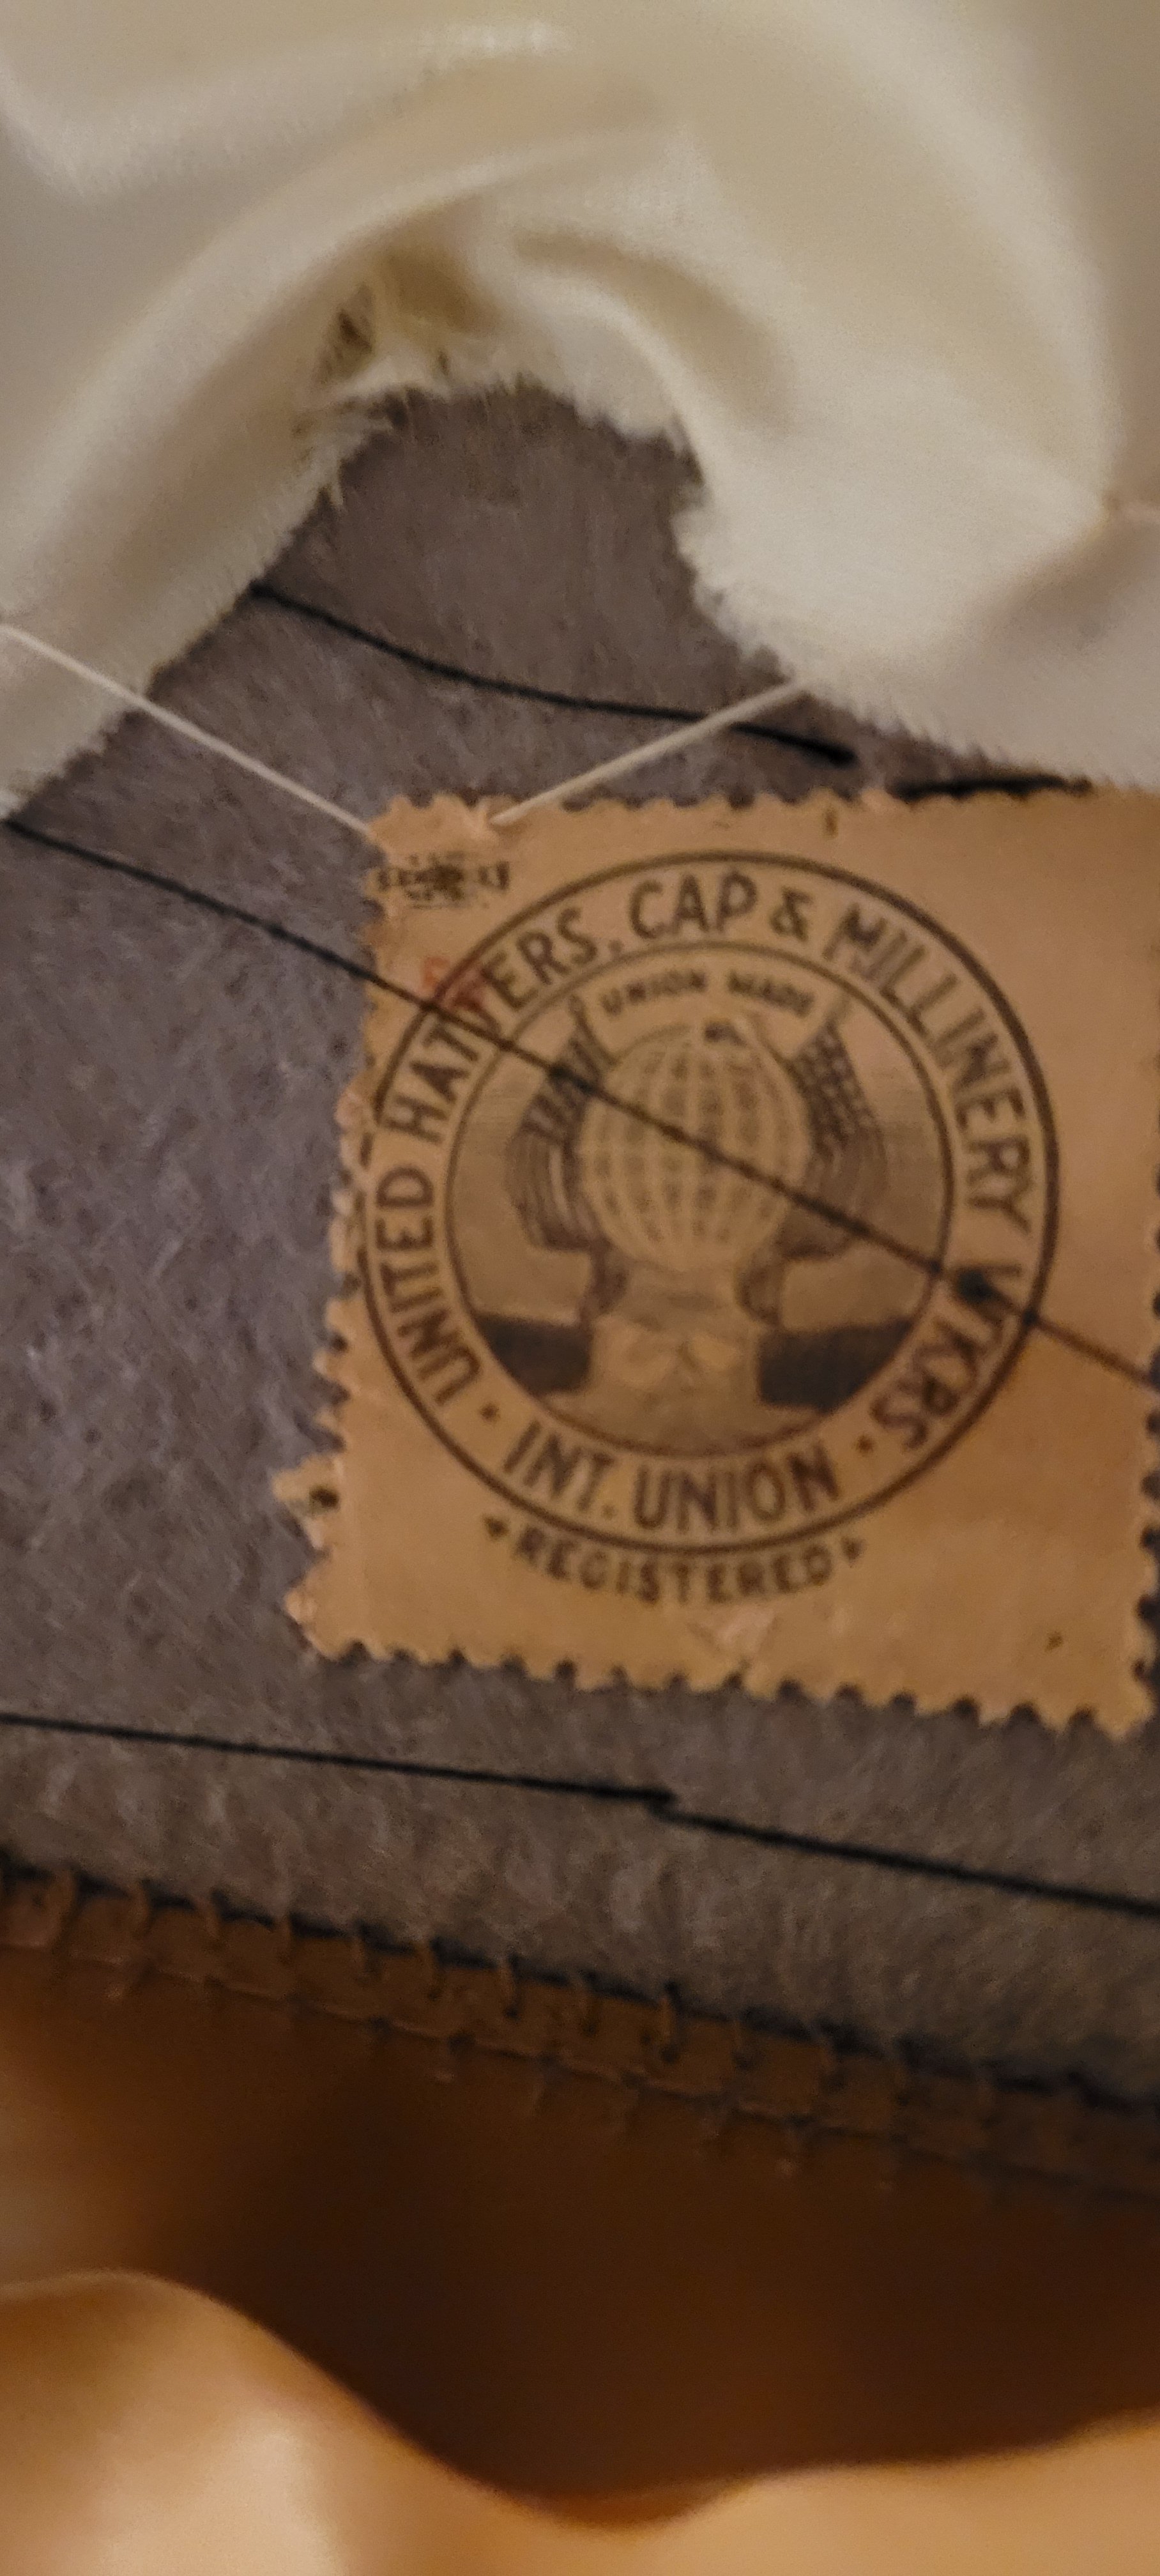 UNITED HATTERS, CAP & MILLINERY WKRS
UNION MADE
· INT. UNION ·
REGISTERED